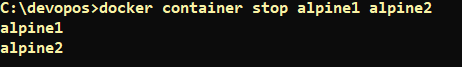 C:\devopos>docker container stop alpine1 alpine2
alpine1
alpine2